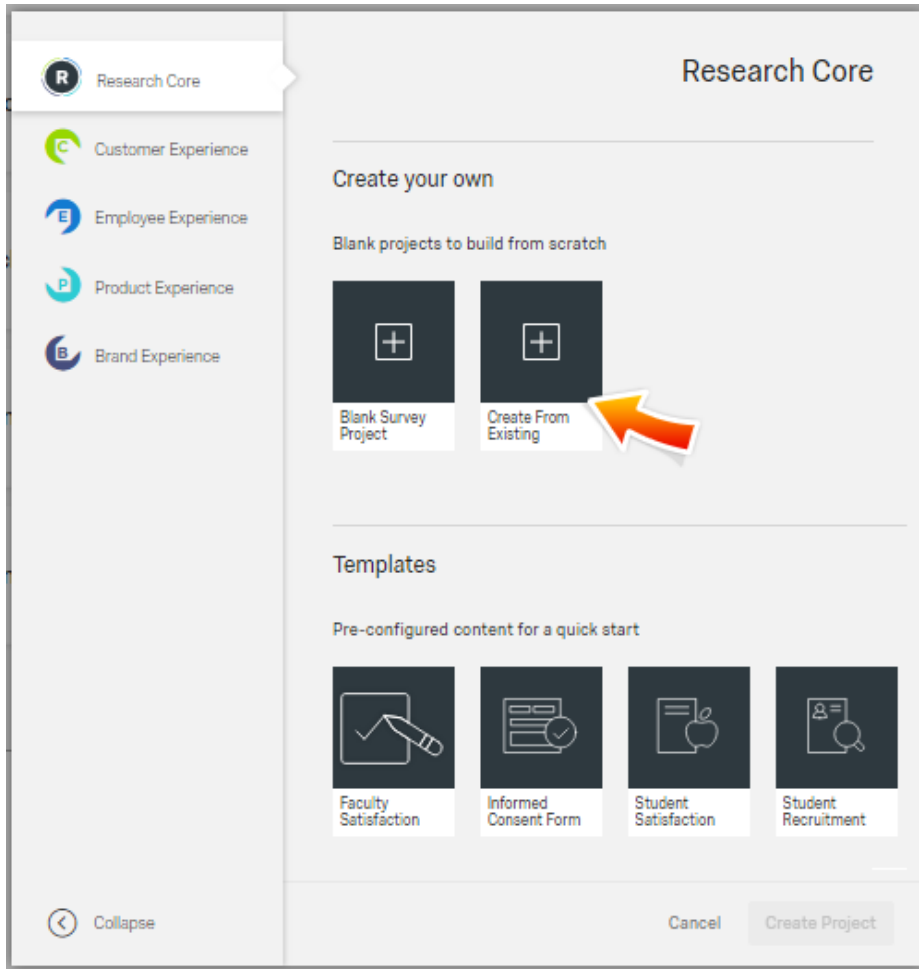 R
Research Core
C
Customer Experience
E
Employee Experience
P
Product Experience
B
Brand Experience
Collapse
Research Core
Create your own
Blank projects to build from scratch
Blank Survey
Project
Create From
Existing
Templates
Pre-configured content for a quick start
Faculty
Satisfaction
Informed
Consent Form
Student
Satisfaction
Student
Recruitment
Cancel
Create Project